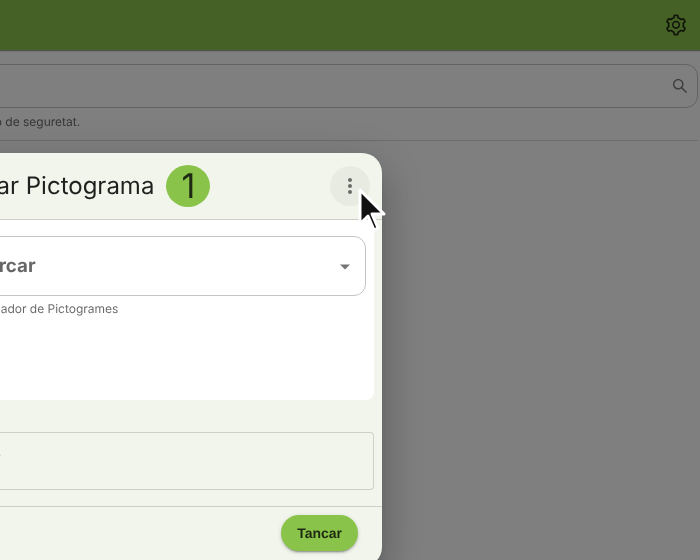 de seguretat.
ar Pictograma 1
rcar
ador de Pictogrames
Tancar